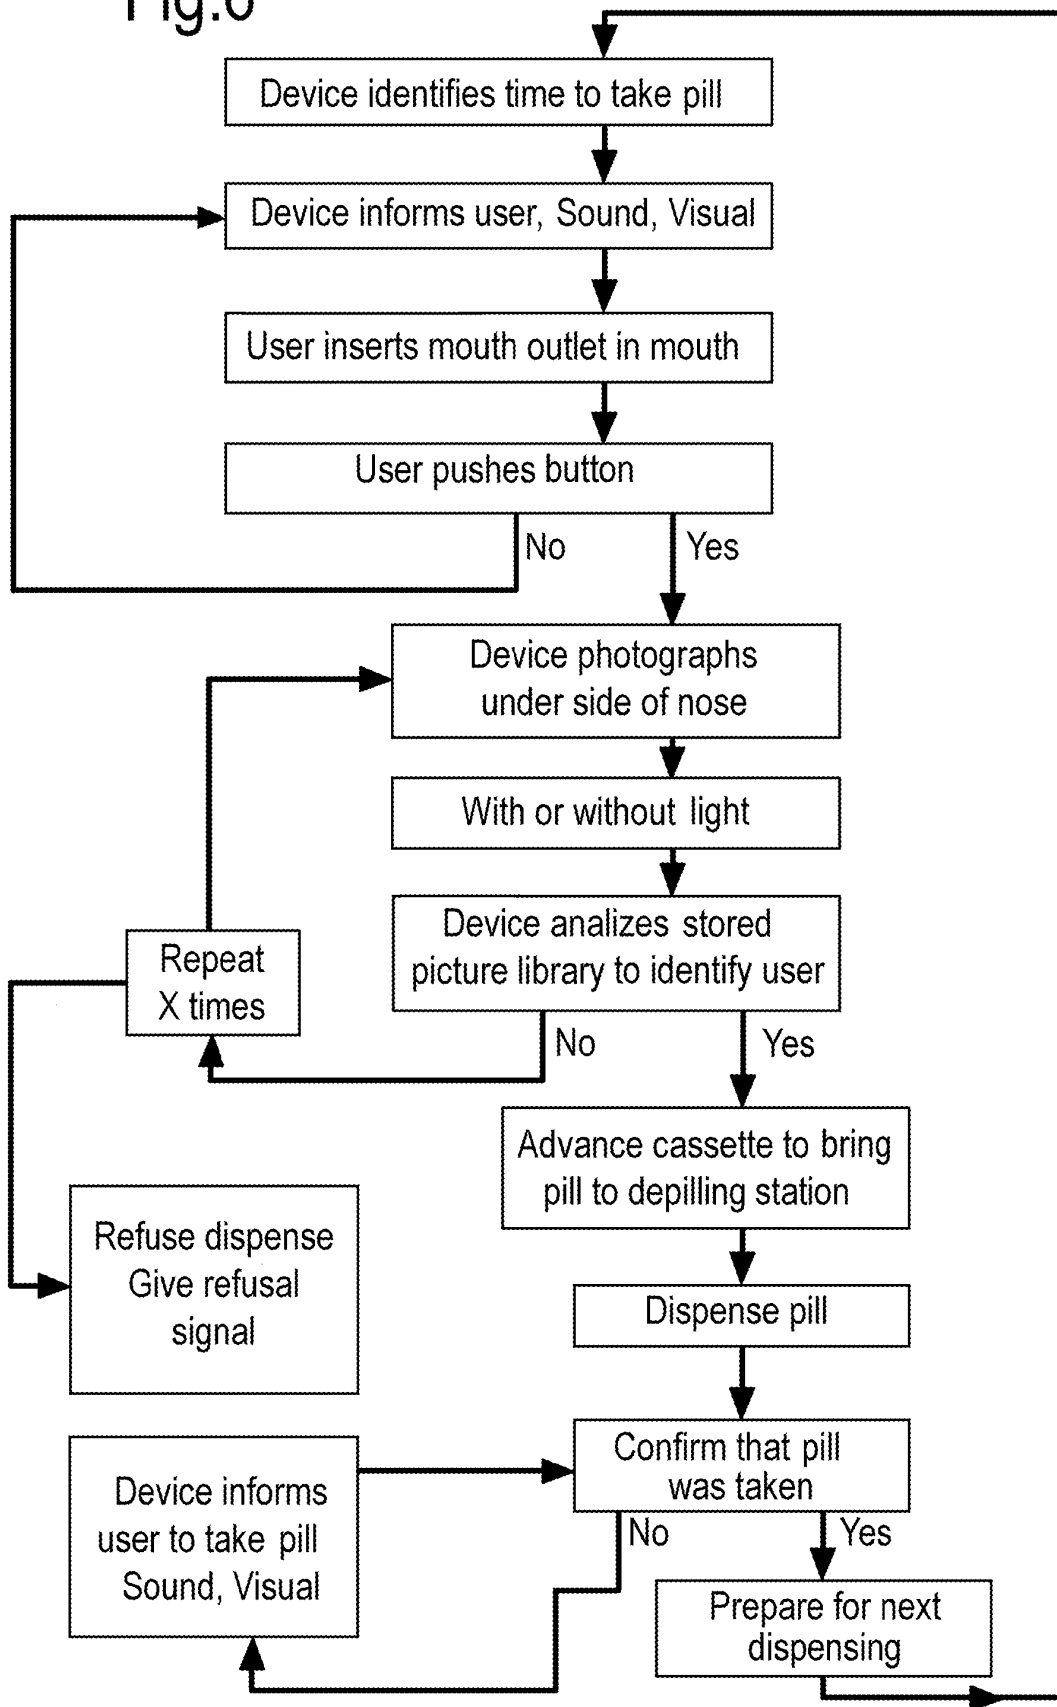 Fig.6
Device identifies time to take pill
Device informs user, Sound, Visual
User inserts mouth outlet in mouth
User pushes button
No
Yes
Device photographs
under side of nose
With or without light
Device analizes stored
picture library to identify user
Repeat
X times
No
Yes
Advance cassette to bring
pill to depilling station
Refuse dispense
Give refusal
signal
Dispense pill
Confirm that pill
was taken
Device informs
user to take pill
Sound, Visual
No
Yes
Prepare for next
dispensing